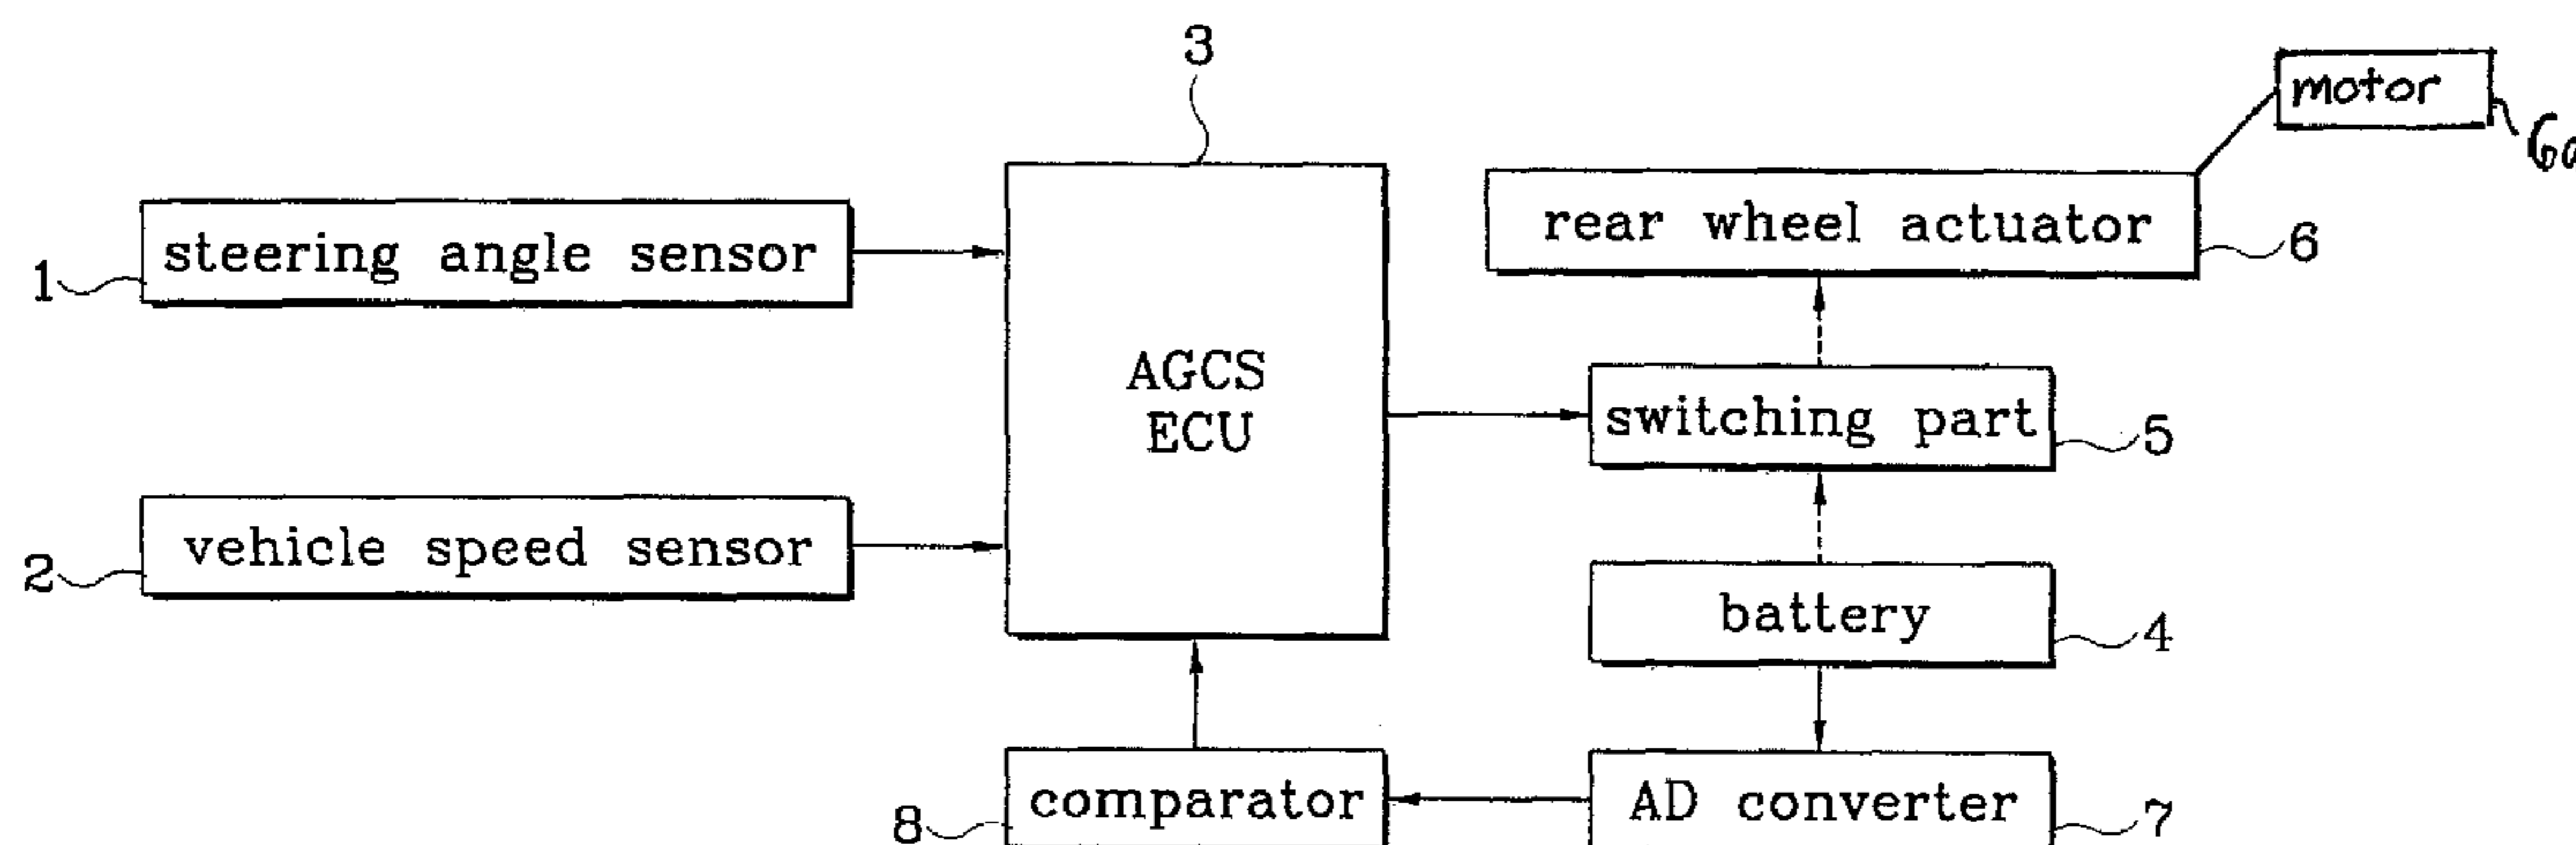 3
motor
6a
steering angle sensor
1
rear wheel actuator
6
AGCS
ECU
switching part
5
vehicle speed sensor
2
battery
4
comparator
8
AD converter
7